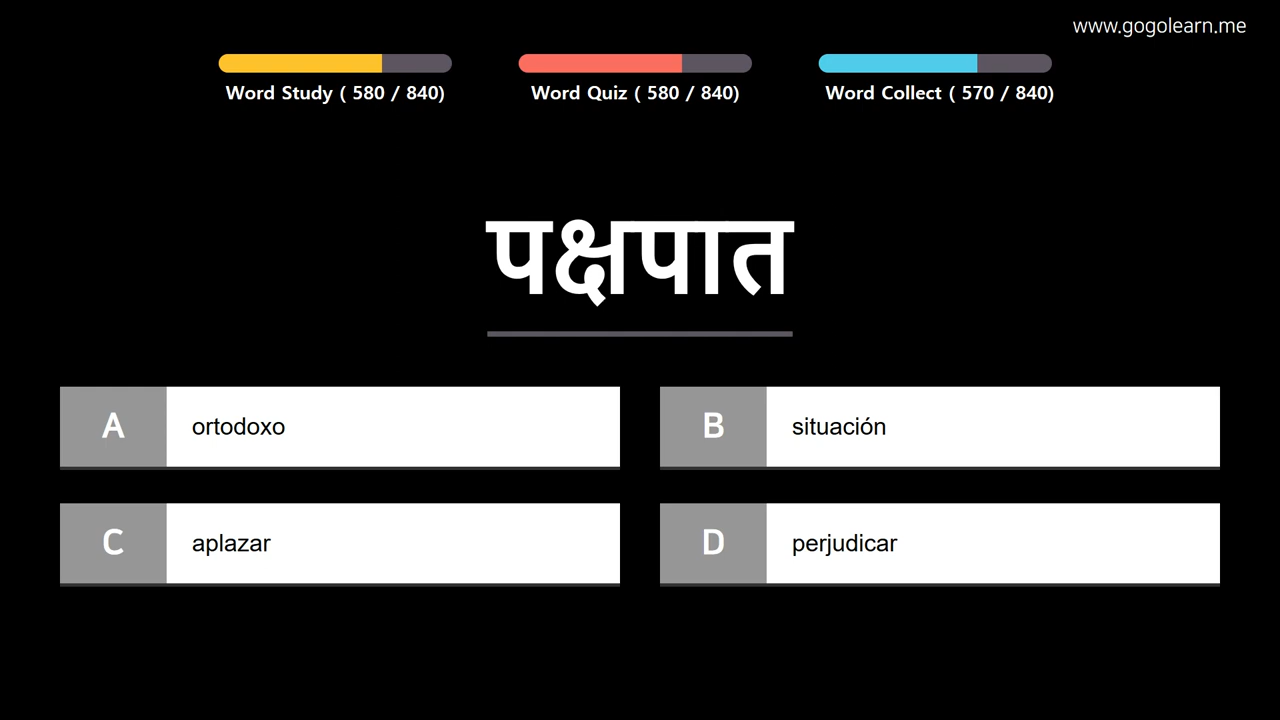 www.gogolearn.me
Word Study ( 580 / 840)
Word Quiz ( 580 / 840)
Word Collect ( 570 / 840)
पक्षपात
A ortodoxo
B situación
C aplazar
D perjudicar